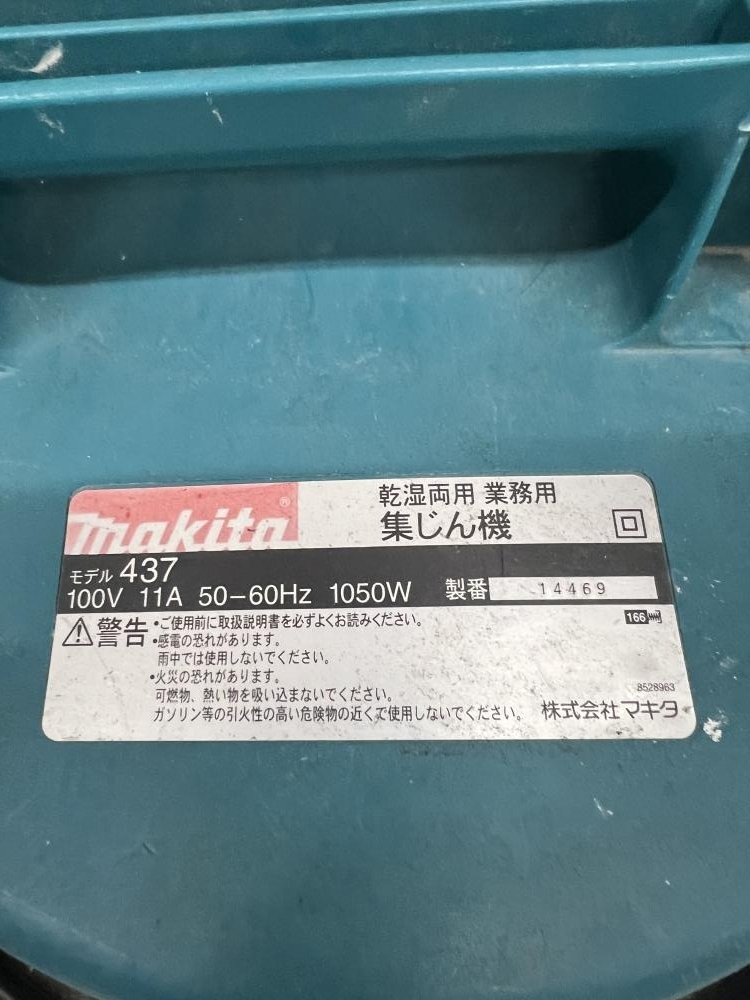 makita®
乾湿両用 業務用
集じん機
モデル 437
100V 11A 50-60Hz 1050W 製番 14469
⚠警告 •ご使用前に取扱説明書を必ずよくお読みください。
166
•感電の恐れがあります。
雨中では使用しないでください。
•火災の恐れがあります。
可燃物、熱い物を吸い込まないでください。
8528963
ガソリン等の引火性の高い危険物の近くで使用しないでください。
株式会社マキタ